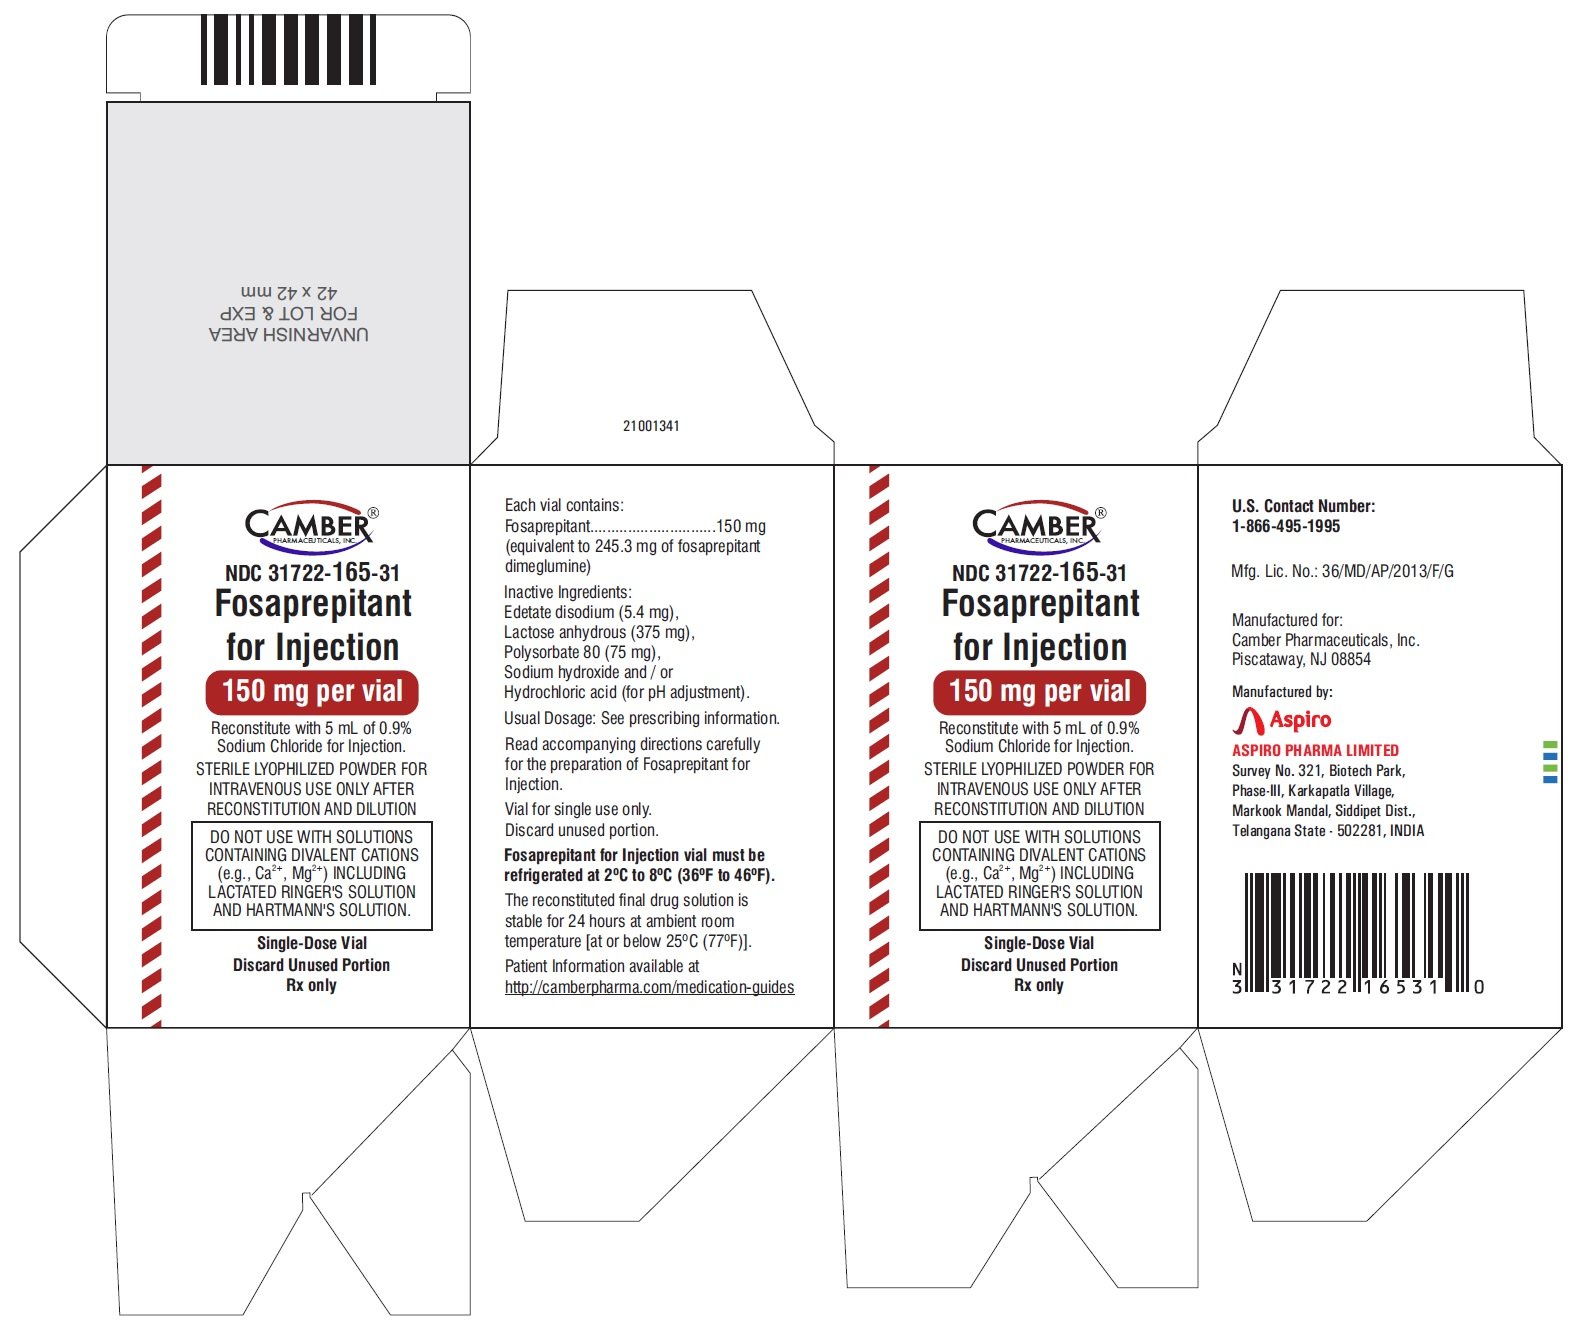 UNVARNISH AREA
FOR LOT & EXP
42 x 42 mm
21001341
CAMBER®
PHARMACEUTICALS, INC.
NDC 31722-165-31
Fosaprepitant
for Injection
150 mg per vial
Reconstitute with 5 mL of 0.9%
Sodium Chloride for Injection.
STERILE LYOPHILIZED POWDER FOR
INTRAVENOUS USE ONLY AFTER
RECONSTITUTION AND DILUTION
DO NOT USE WITH SOLUTIONS
CONTAINING DIVALENT CATIONS
(e.g., Ca²⁺, Mg²⁺) INCLUDING
LACTATED RINGER'S SOLUTION
AND HARTMANN'S SOLUTION.
Single-Dose Vial
Discard Unused Portion
Rx only
Each vial contains:
Fosaprepitant..............................150 mg
(equivalent to 245.3 mg of fosaprepitant
dimeglumine)
Inactive Ingredients:
Edetate disodium (5.4 mg),
Lactose anhydrous (375 mg),
Polysorbate 80 (75 mg),
Sodium hydroxide and / or
Hydrochloric acid (for pH adjustment).
Usual Dosage: See prescribing information.
Read accompanying directions carefully
for the preparation of Fosaprepitant for
Injection.
Vial for single use only.
Discard unused portion.
Fosaprepitant for Injection vial must be
refrigerated at 2ºC to 8ºC (36ºF to 46ºF).
The reconstituted final drug solution is
stable for 24 hours at ambient room
temperature [at or below 25ºC (77ºF)].
Patient Information available at
http://camberpharma.com/medication-guides
CAMBER®
PHARMACEUTICALS, INC.
NDC 31722-165-31
Fosaprepitant
for Injection
150 mg per vial
Reconstitute with 5 mL of 0.9%
Sodium Chloride for Injection.
STERILE LYOPHILIZED POWDER FOR
INTRAVENOUS USE ONLY AFTER
RECONSTITUTION AND DILUTION
DO NOT USE WITH SOLUTIONS
CONTAINING DIVALENT CATIONS
(e.g., Ca²⁺, Mg²⁺) INCLUDING
LACTATED RINGER'S SOLUTION
AND HARTMANN'S SOLUTION.
Single-Dose Vial
Discard Unused Portion
Rx only
U.S. Contact Number:
1-866-495-1995
Mfg. Lic. No.: 36/MD/AP/2013/F/G
Manufactured for:
Camber Pharmaceuticals, Inc.
Piscataway, NJ 08854
Manufactured by:
Aspiro
ASPIRO PHARMA LIMITED
Survey No. 321, Biotech Park,
Phase-III, Karkapatla Village,
Markook Mandal, Siddipet Dist.,
Telangana State - 502281, INDIA
N
3 31722 16531 0